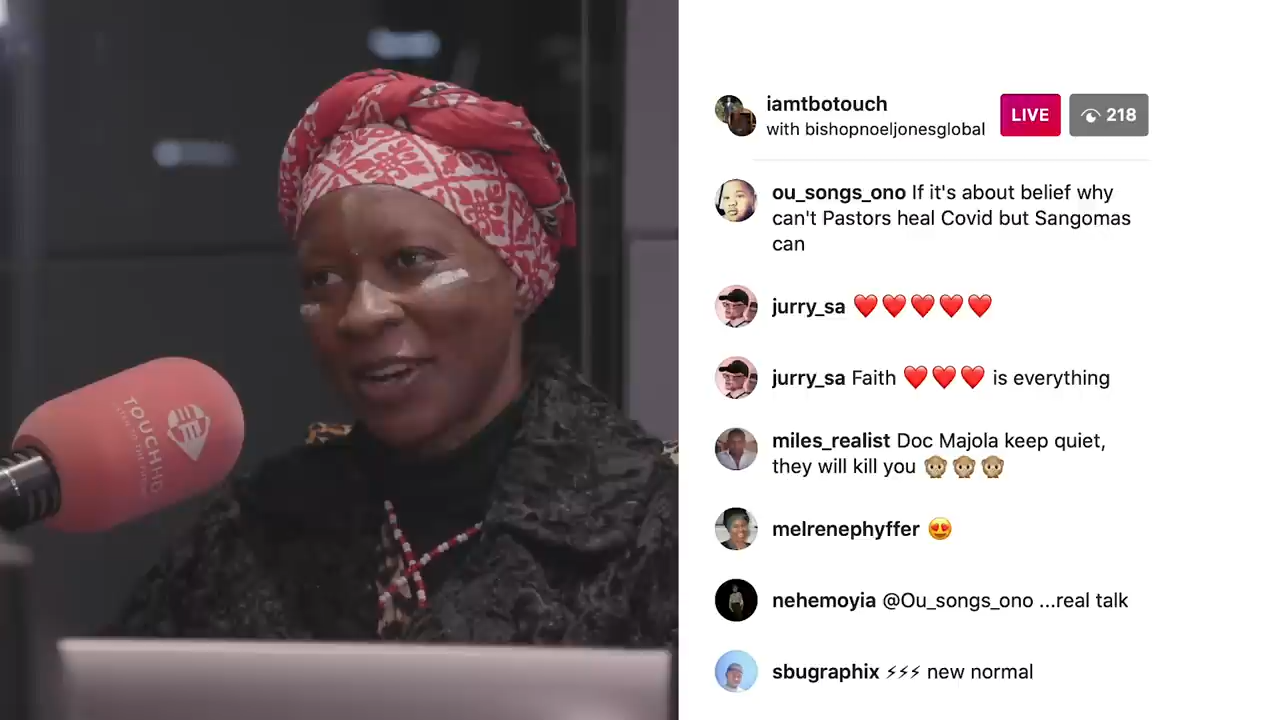 TOUCHHD
iamtbotouch
with bishopnoeljonesglobal
LIVE
218
ou_songs_ono If it's about belief why
can't Pastors heal Covid but Sangomas
can
jurry_sa ❤️❤️❤️❤️❤️
jurry_sa Faith ❤️❤️❤️ is everything
miles_realist Doc Majola keep quiet,
they will kill you 🙊🙊🙊
melrenephyffer 😍
nehemoyia @Ou_songs_ono ...real talk
sbugraphix ⚡⚡⚡ new normal